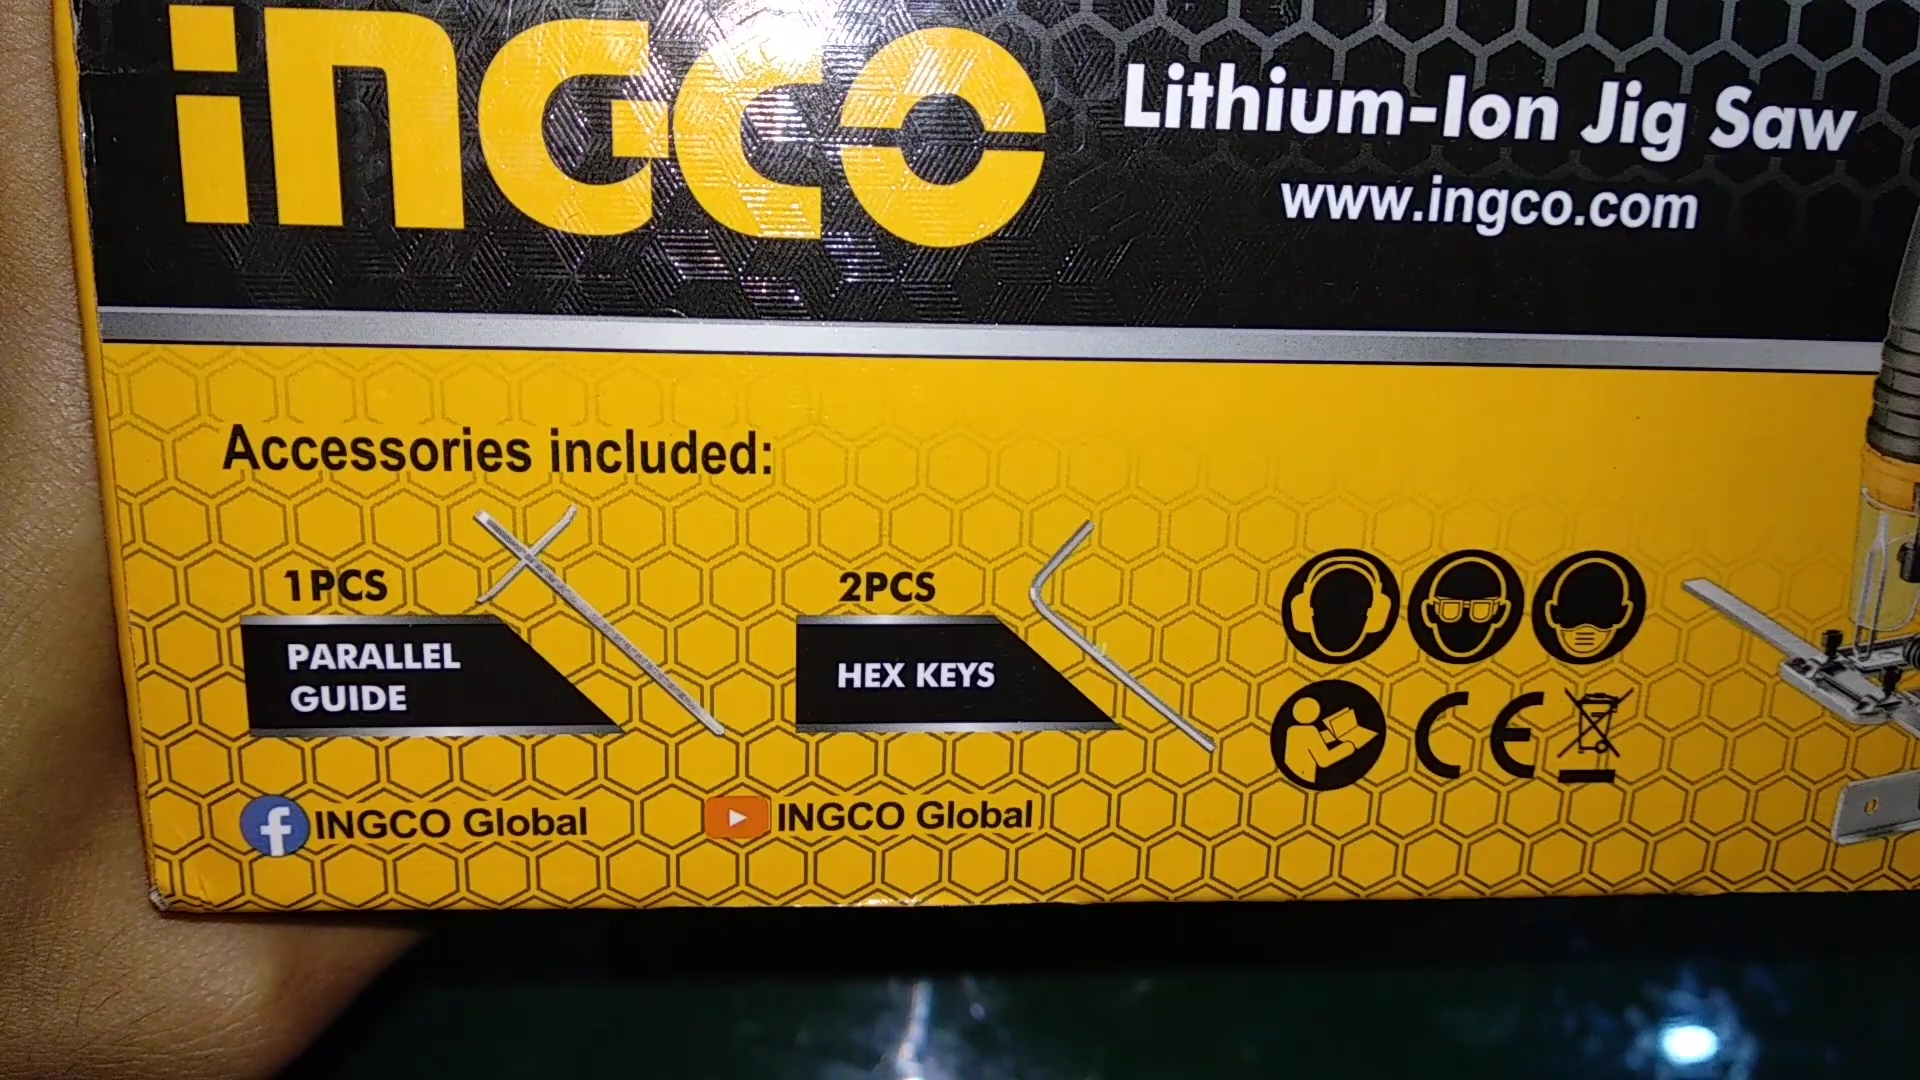 INGCO
Lithium-Ion Jig Saw
www.ingco.com
Accessories included:
1PCS
PARALLEL
GUIDE
2PCS
HEX KEYS
CE
f INGCO Global
INGCO Global